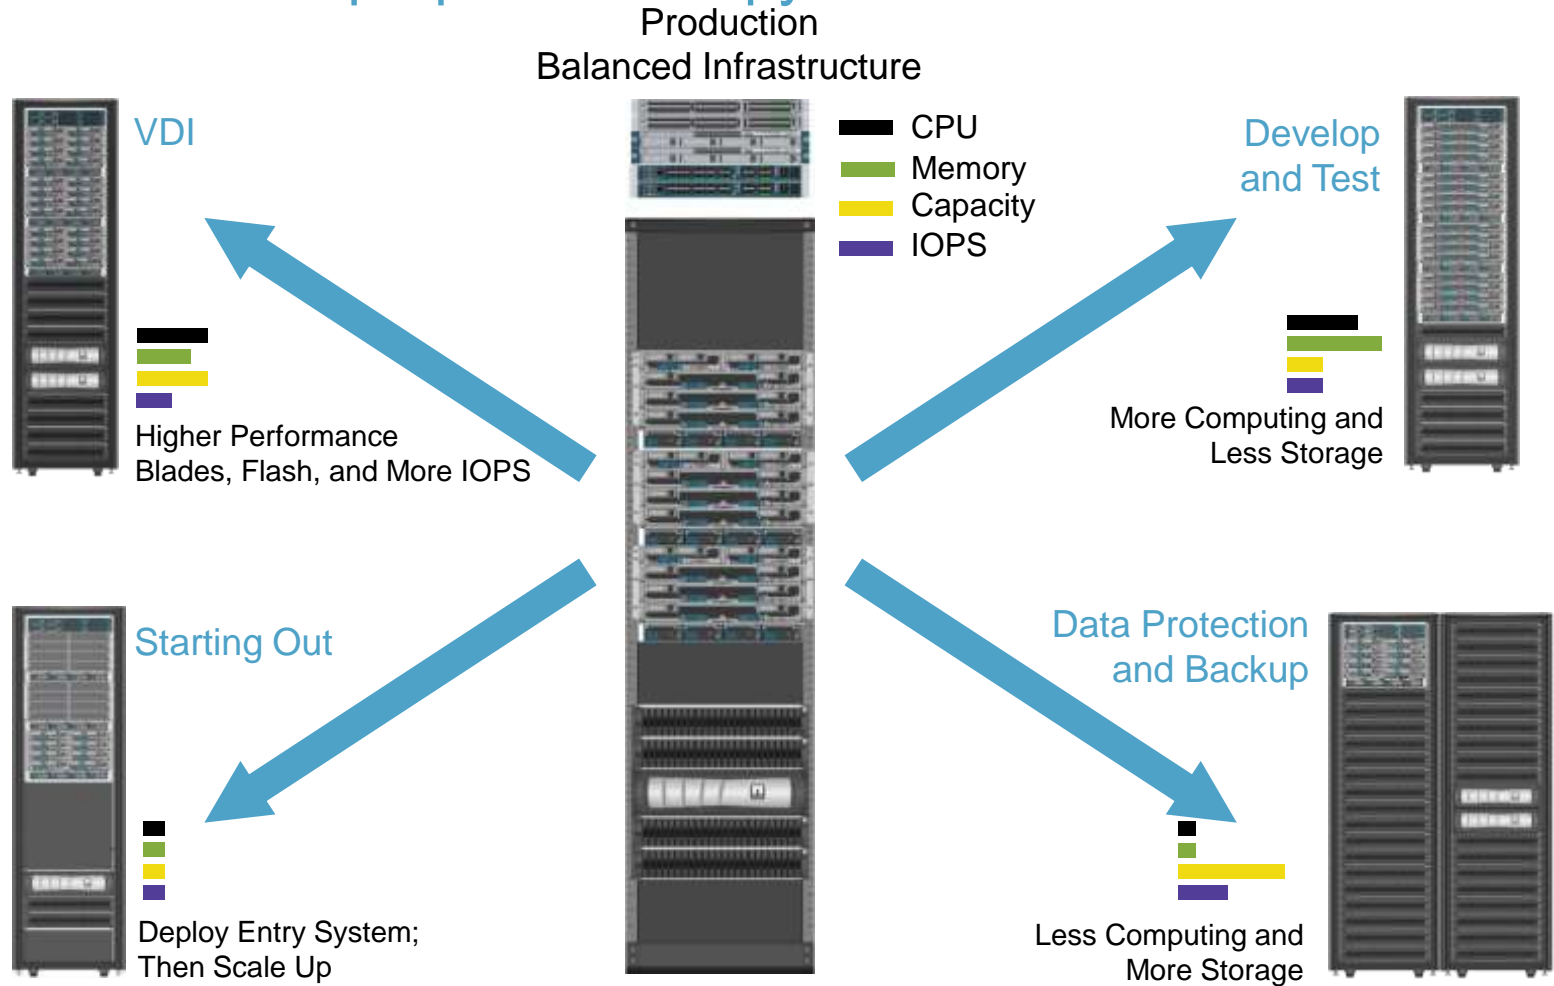 Production
Balanced Infrastructure
CPU
Memory
Capacity
IOPS
VDI
Higher Performance
Blades, Flash, and More IOPS
Develop
and Test
More Computing and
Less Storage
Starting Out
Deploy Entry System;
Then Scale Up
Data Protection
and Backup
Less Computing and
More Storage